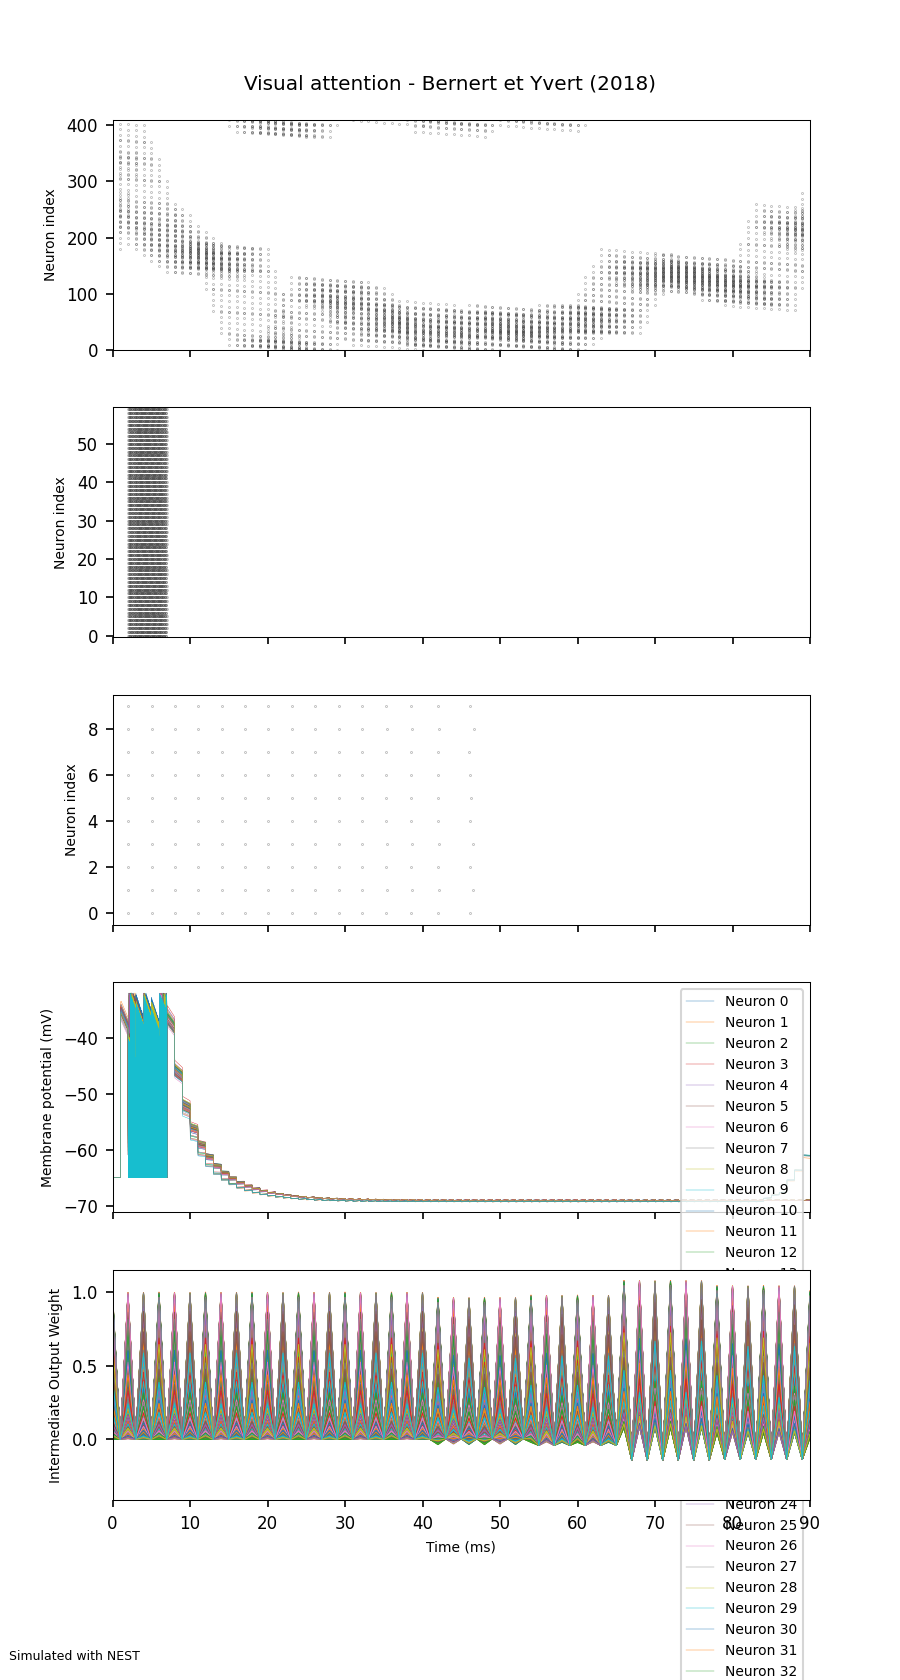 Visual attention - Bernert et Yvert (2018)
400
300
200
100
0
Neuron index
50
40
30
20
10
0
Neuron index
8
6
4
2
0
Neuron index
−40
−50
−60
−70
Membrane potential (mV)
Neuron 0
Neuron 1
Neuron 2
Neuron 3
Neuron 4
Neuron 5
Neuron 6
Neuron 7
Neuron 8
Neuron 9
Neuron 10
Neuron 11
Neuron 12
1.0
0.5
0.0
Intermediate Output Weight
0 10 20 30 40 50 60 70 80 90
Time (ms)
Neuron 24
Neuron 25
Neuron 26
Neuron 27
Neuron 28
Neuron 29
Neuron 30
Neuron 31
Neuron 32
Simulated with NEST